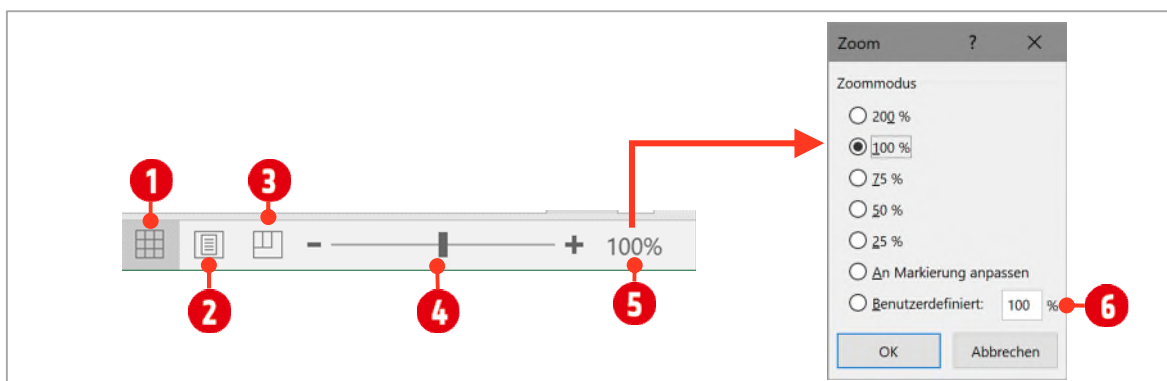 Zoom ? ×
Zoommodus
200 %
100 %
75 %
50 %
25 %
An Markierung anpassen
Benutzerdefiniert: 100 %
6
OK Abbrechen
1
3
100%
2
4
5